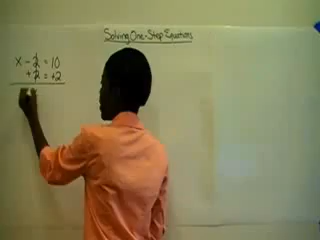 Solving One-Step Equations
x - 2 = 10
+2 = +2